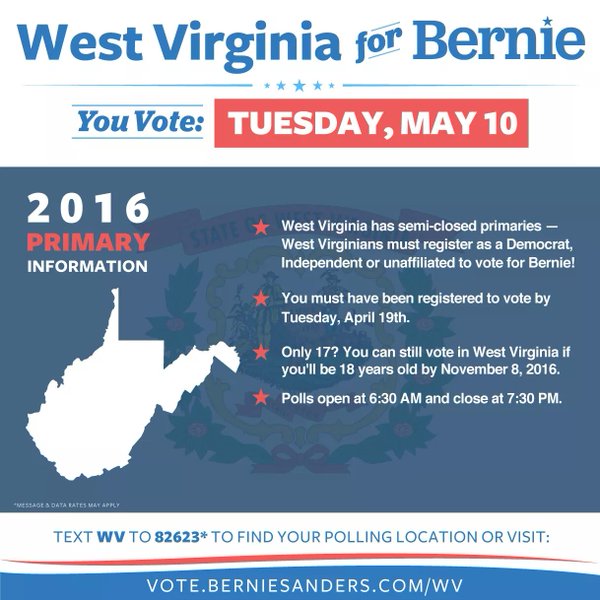 West Virginia for Bernie
You Vote: TUESDAY, MAY 10
2016
PRIMARY
INFORMATION
West Virginia has semi-closed primaries —
West Virginians must register as a Democrat,
Independent or unaffiliated to vote for Bernie!
You must have been registered to vote by
Tuesday, April 19th.
Only 17? You can still vote in West Virginia if
you'll be 18 years old by November 8, 2016.
Polls open at 6:30 AM and close at 7:30 PM.
*MESSAGE & DATA RATES MAY APPLY
TEXT WV TO 82623* TO FIND YOUR POLLING LOCATION OR VISIT:
VOTE.BERNIESANDERS.COM/WV